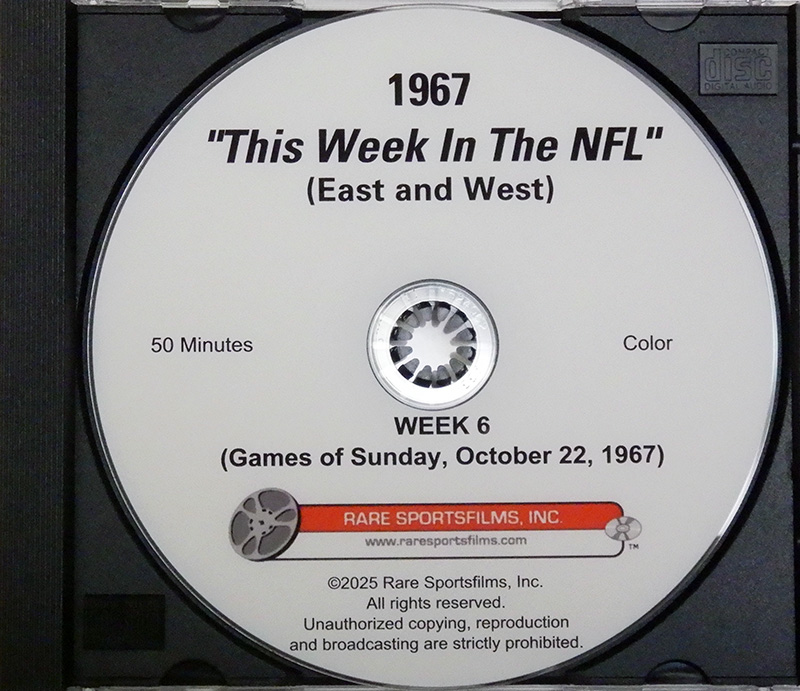 COMPACT
disc
DIGITAL AUDIO
1967
"This Week In The NFL"
(East and West)
50 Minutes
Color
WEEK 6
(Games of Sunday, October 22, 1967)
RARE SPORTSFILMS, INC.
www.raresportsfilms.com
TM
©2025 Rare Sportsfilms, Inc.
All rights reserved.
Unauthorized copying, reproduction
and broadcasting are strictly prohibited.